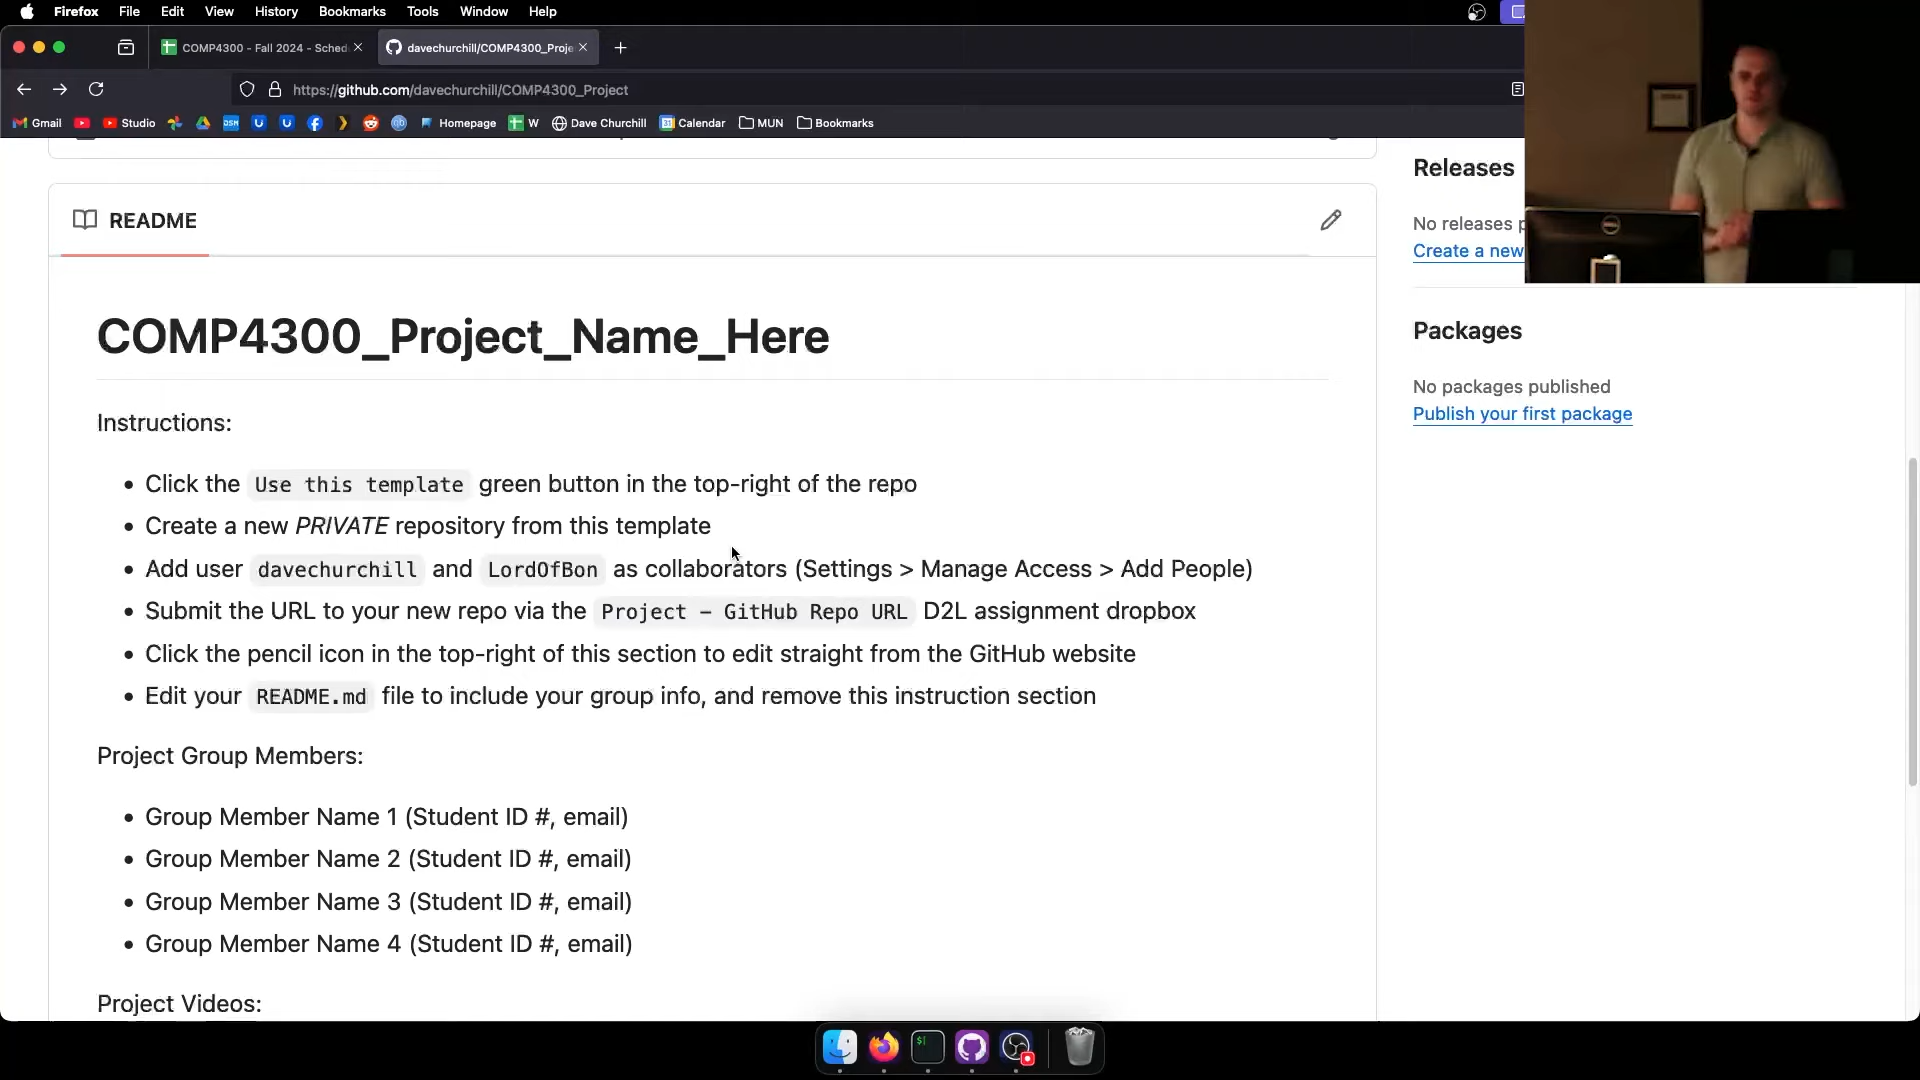 Firefox File Edit View History Bookmarks Tools Window Help
COMP4300 - Fall 2024 - Sched
davechurchill/COMP4300_Proje
https://github.com/davechurchill/COMP4300_Project
Gmail Studio Homepage W Dave Churchill Calendar MUN Bookmarks
README
COMP4300_Project_Name_Here
Instructions:
• Click the Use this template green button in the top-right of the repo
• Create a new PRIVATE repository from this template
• Add user davechurchill and LordOfBon as collaborators (Settings > Manage Access > Add People)
• Submit the URL to your new repo via the Project – GitHub Repo URL D2L assignment dropbox
• Click the pencil icon in the top-right of this section to edit straight from the GitHub website
• Edit your README.md file to include your group info, and remove this instruction section
Project Group Members:
• Group Member Name 1 (Student ID #, email)
• Group Member Name 2 (Student ID #, email)
• Group Member Name 3 (Student ID #, email)
• Group Member Name 4 (Student ID #, email)
Project Videos:
Releases
No releases p
Create a new
Packages
No packages published
Publish your first package